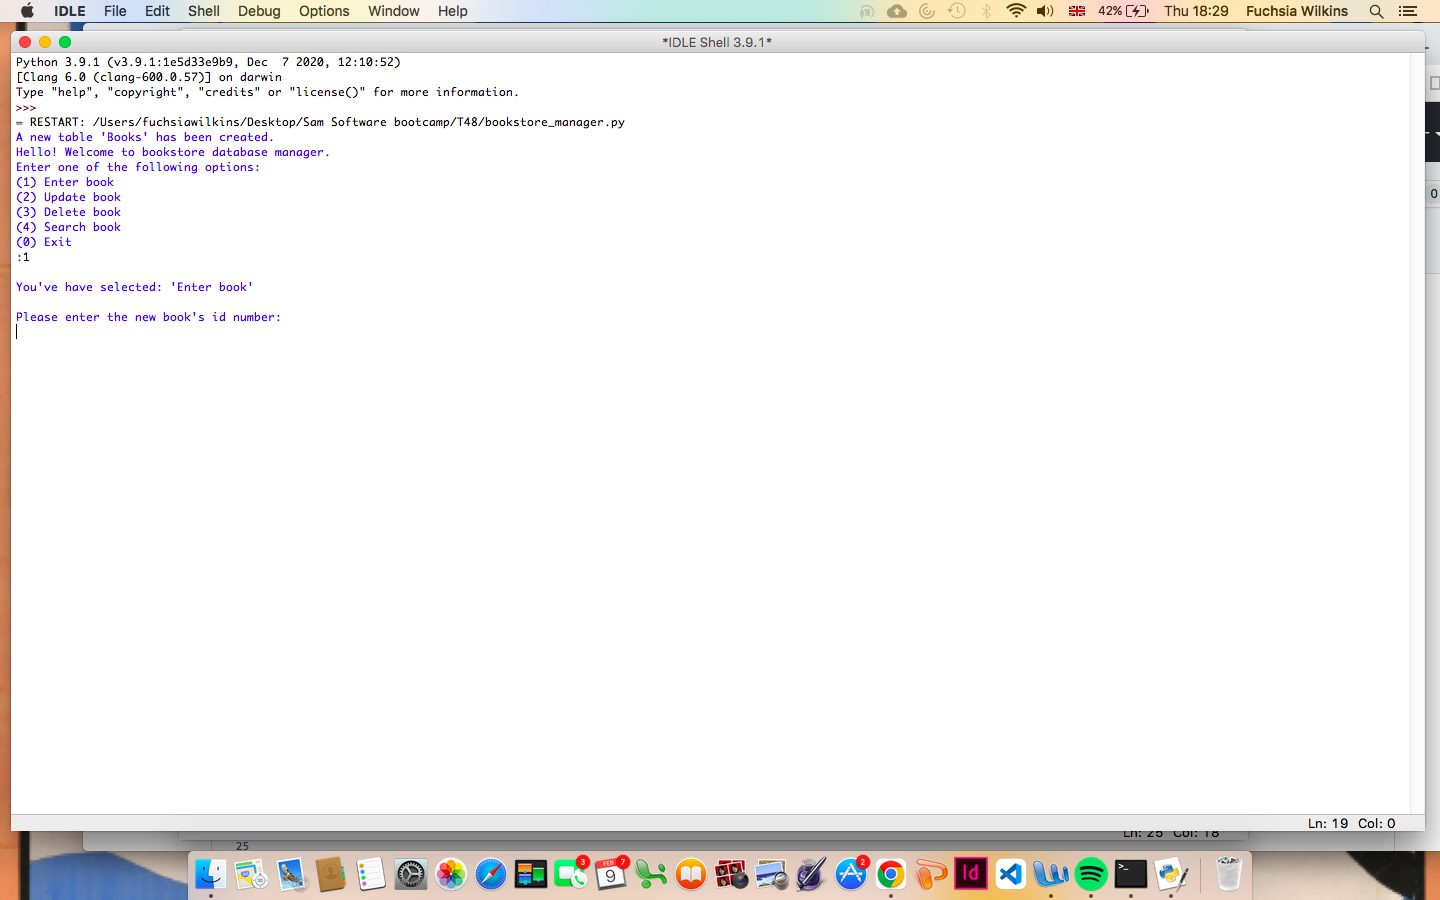 IDLE File Edit Shell Debug Options Window Help 42% Thu 18:29 Fuchsia Wilkins
*IDLE Shell 3.9.1*
Python 3.9.1 (v3.9.1:1e5d33e9b9, Dec  7 2020, 12:10:52)
[Clang 6.0 (clang-600.0.57)] on darwin
Type "help", "copyright", "credits" or "license()" for more information.
>>>
= RESTART: /Users/fuchsiawilkins/Desktop/Sam Software bootcamp/T48/bookstore_manager.py
A new table 'Books' has been created.
Hello! Welcome to bookstore database manager.
Enter one of the following options:
(1) Enter book
(2) Update book
(3) Delete book
(4) Search book
(0) Exit
:1
You've have selected: 'Enter book'
Please enter the new book's id number:
0
Ln: 19 Col: 0
Ln: 25 Col: 18
25
3
FEB
7
9
2
Id
>_